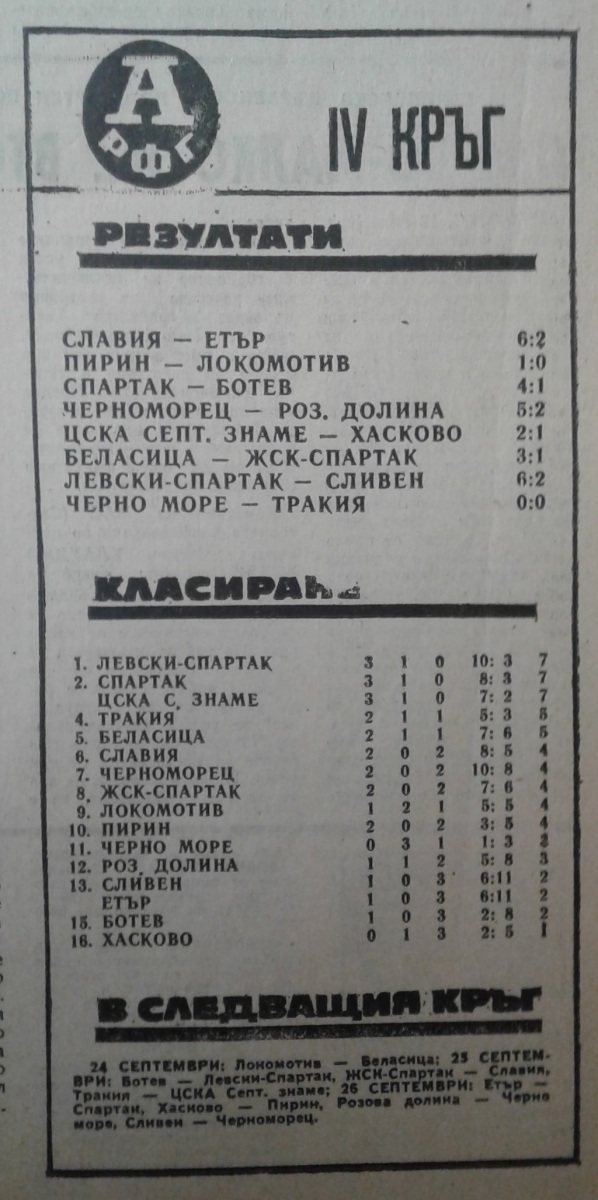 А
РФГ
IV КРЪГ
РЕЗУЛТАТИ
СЛАВИЯ — ЕТЪР 6:2
ПИРИН — ЛОКОМОТИВ 1:0
СПАРТАК — БОТЕВ 4:1
ЧЕРНОМОРЕЦ — РОЗ. ДОЛИНА 5:2
ЦСКА СЕПТ. ЗНАМЕ — ХАСКОВО 2:1
БЕЛАСИЦА — ЖСК-СПАРТАК 3:1
ЛЕВСКИ-СПАРТАК — СЛИВЕН 6:2
ЧЕРНО МОРЕ — ТРАКИЯ 0:0
КЛАСИРАНЕ
1. ЛЕВСКИ-СПАРТАК 3 1 0 10: 3 7
2. СПАРТАК 3 1 0 8: 3 7
ЦСКА С. ЗНАМЕ 3 1 0 7: 2 7
4. ТРАКИЯ 2 1 1 5: 3 5
5. БЕЛАСИЦА 2 1 1 7: 6 5
6. СЛАВИЯ 2 0 2 8: 5 4
7. ЧЕРНОМОРЕЦ 2 0 2 10: 8 4
8. ЖСК-СПАРТАК 2 0 2 7: 6 4
9. ЛОКОМОТИВ 1 2 1 5: 5 4
10. ПИРИН 2 0 2 3: 5 4
11. ЧЕРНО МОРЕ 0 3 1 1: 3 3
12. РОЗ. ДОЛИНА 1 1 2 5: 8 3
13. СЛИВЕН 1 0 3 6:11 2
ЕТЪР 1 0 3 6:11 2
15. БОТЕВ 1 0 3 2: 8 2
16. ХАСКОВО 0 1 3 2: 5 1
В СЛЕДВАЩИЯ КРЪГ
24 СЕПТЕМВРИ: Локомотив — Беласица; 25 СЕПТЕМ-
ВРИ: Ботев — Левски-Спартак, ЖСК-Спартак — Славия,
Тракия — ЦСКА Септ. знаме; 26 СЕПТЕМВРИ: Етър —
Спартак, Хасково — Пирин, Розова долина — Черно
море, Сливен — Черноморец.